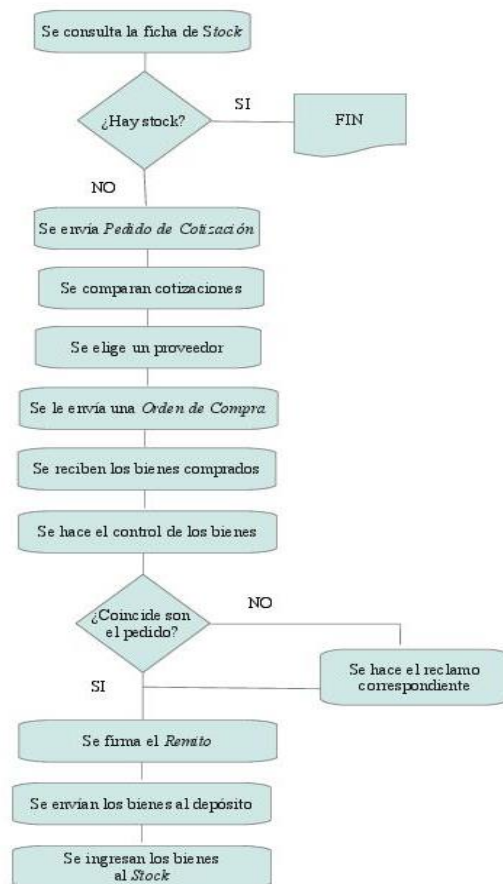 Se consulta la ficha de Stock
¿Hay stock?
SI
FIN
NO
Se envía Pedido de Cotización
Se comparan cotizaciones
Se elige un proveedor
Se le envía una Orden de Compra
Se reciben los bienes comprados
Se hace el control de los bienes
¿Coincide son
el pedido?
NO
Se hace el reclamo
correspondiente
SI
Se firma el Remito
Se envían los bienes al depósito
Se ingresan los bienes
al Stock